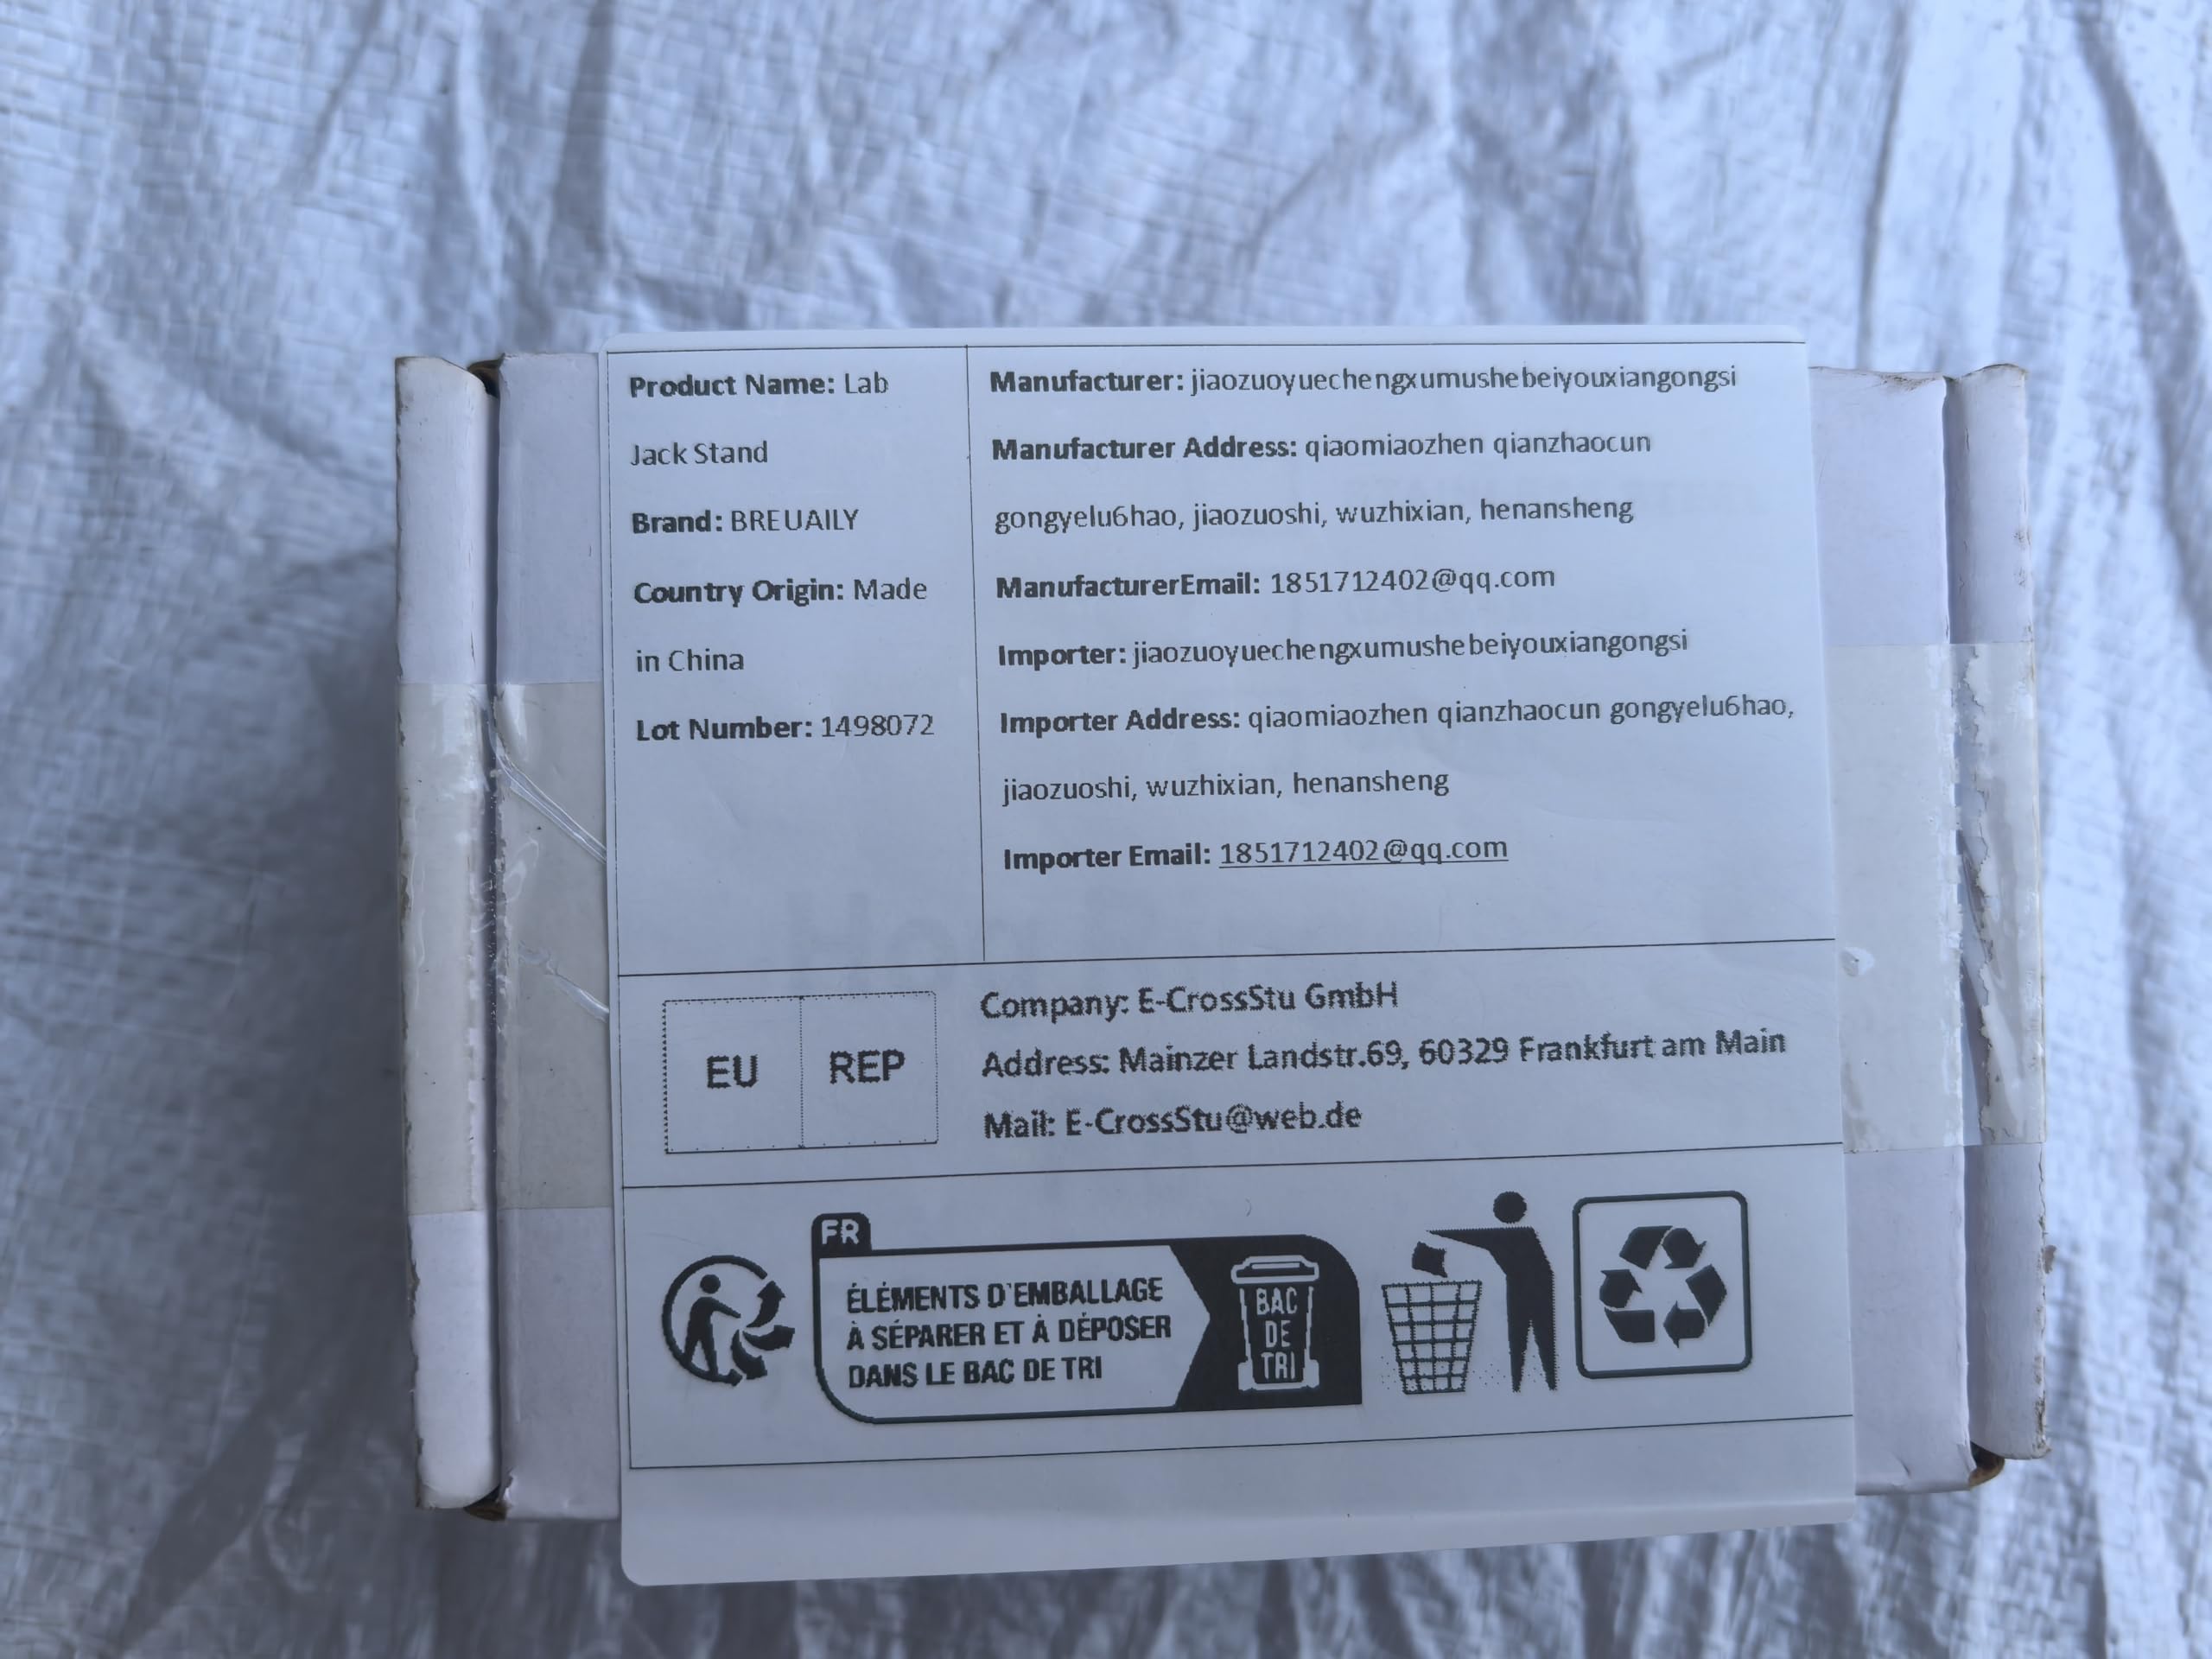 Product Name: Lab
Jack Stand
Brand: BREUAILY
Country Origin: Made
in China
Lot Number: 1498072
Manufacturer: jiaozuoyuechengxumushebeiyouxiangongsi
Manufacturer Address: qiaomiaozhen qianzhaocun
gongyelu6hao, jiaozuoshi, wuzhixian, henansheng
ManufacturerEmail: 1851712402@qq.com
Importer: jiaozuoyuechengxumushebeiyouxiangongsi
Importer Address: qiaomiaozhen qianzhaocun gongyelu6hao,
jiaozuoshi, wuzhixian, henansheng
Importer Email: 1851712402@qq.com
EU REP
Company: E-CrossStu GmbH
Address: Mainzer Landstr.69, 60329 Frankfurt am Main
Mail: E-CrossStu@web.de
FR
ÉLÉMENTS D'EMBALLAGE
À SÉPARER ET À DÉPOSER
DANS LE BAC DE TRI
BAC
DE
TRI